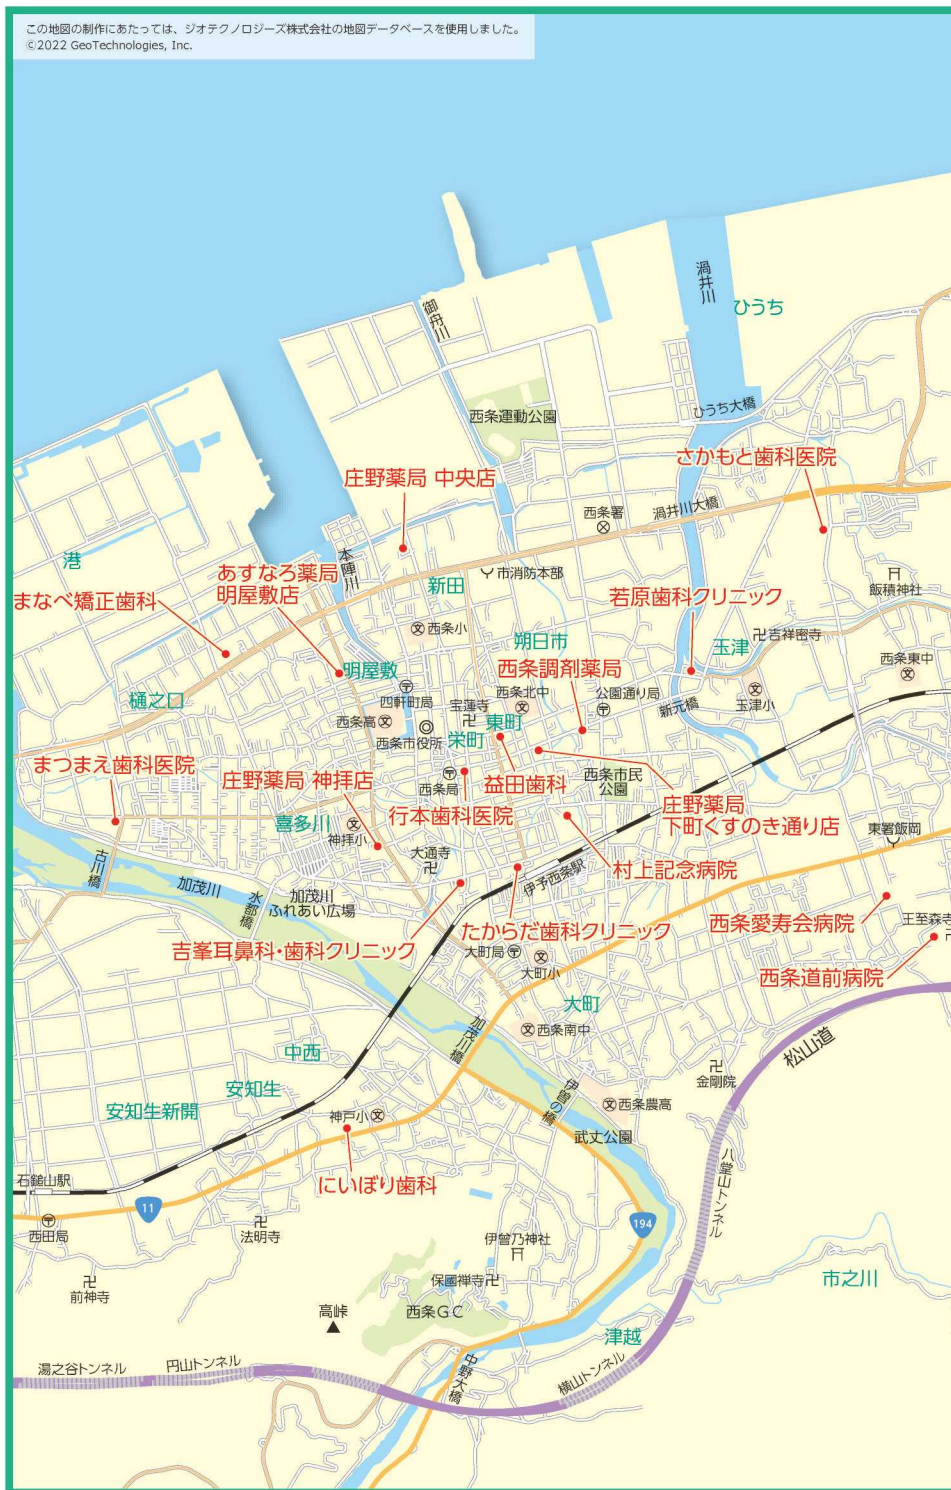 この地図の制作にあたっては、ジオテクノロジーズ株式会社の地図データベースを使用しました。
©2022 GeoTechnologies, Inc.
渦井川
ひうち
御舟川
西条運動公園
ひうち大橋
さかもと歯科医院
庄野薬局 中央店
西条署
渦井川大橋
港
本陣川
あすなろ薬局
明屋敷店
新田
市消防本部
飯積神社
まなべ矯正歯科
若原歯科クリニック
西条小
朔日市
玉津
吉祥密寺
西条東中
西条調剤薬局
明屋敷
樋之口
四軒町局
宝蓮寺
西条北中
公園通り局
玉津小
新元橋
西条高
東町
西条市役所
栄町
まつまえ歯科医院
庄野薬局 神拝店
西条局
益田歯科
西条市民
公園
行本歯科医院
庄野薬局
下町くすのき通り店
喜多川
神拝小
東署飯岡
大通寺
村上記念病院
伊予西条駅
古川橋
加茂川
水都橋
加茂川
ふれあい広場
西条愛寿会病院
王至森寺
たからだ歯科クリニック
吉峯耳鼻科・歯科クリニック
大町局
大町小
西条道前病院
大町
加茂川橋
西条南中
松山道
中西
金剛院
安知生
伊曽の橋
安知生新開
神戸小
西条農高
武丈公園
八堂山トンネル
石鎚山駅
にいぼり歯科
11
194
西田局
法明寺
伊曽乃神社
前神寺
保國禅寺
市之川
高峠
西条GC
津越
湯之谷トンネル
円山トンネル
中野大橋
横山トンネル